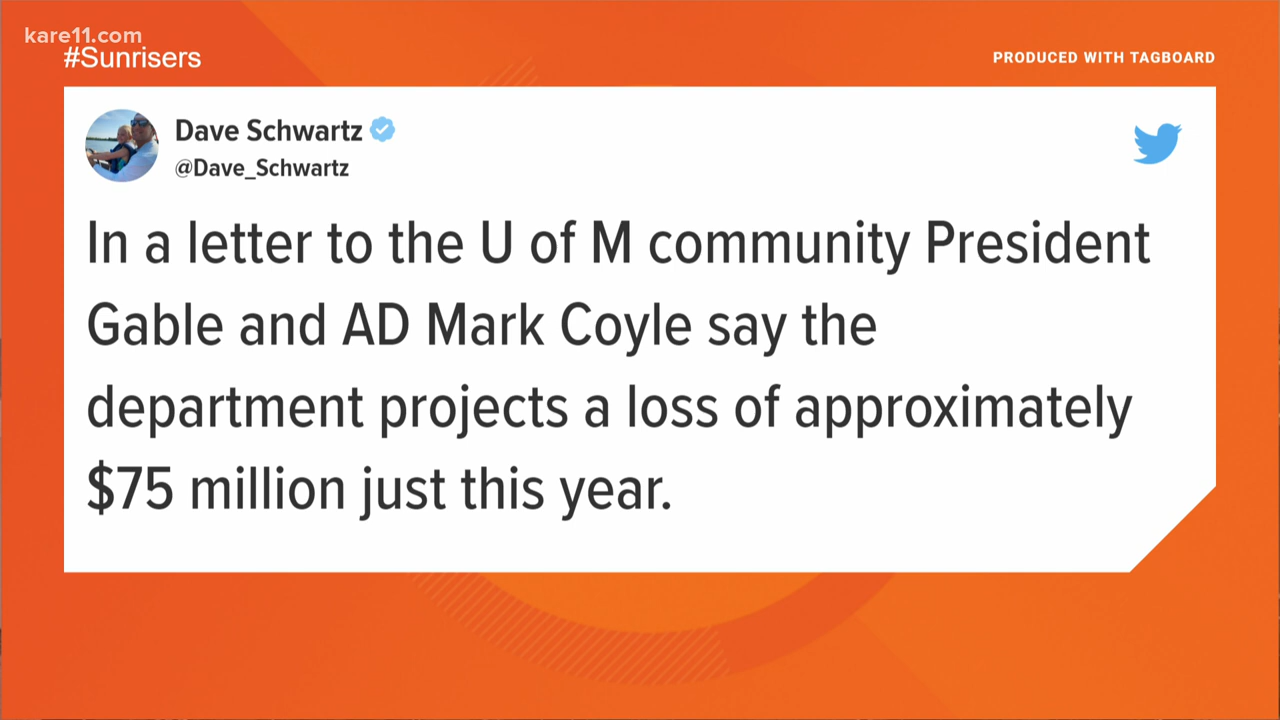 kare11.com
#Sunrisers
PRODUCED WITH TAGBOARD
Dave Schwartz
@Dave_Schwartz
In a letter to the U of M community President
Gable and AD Mark Coyle say the
department projects a loss of approximately
$75 million just this year.